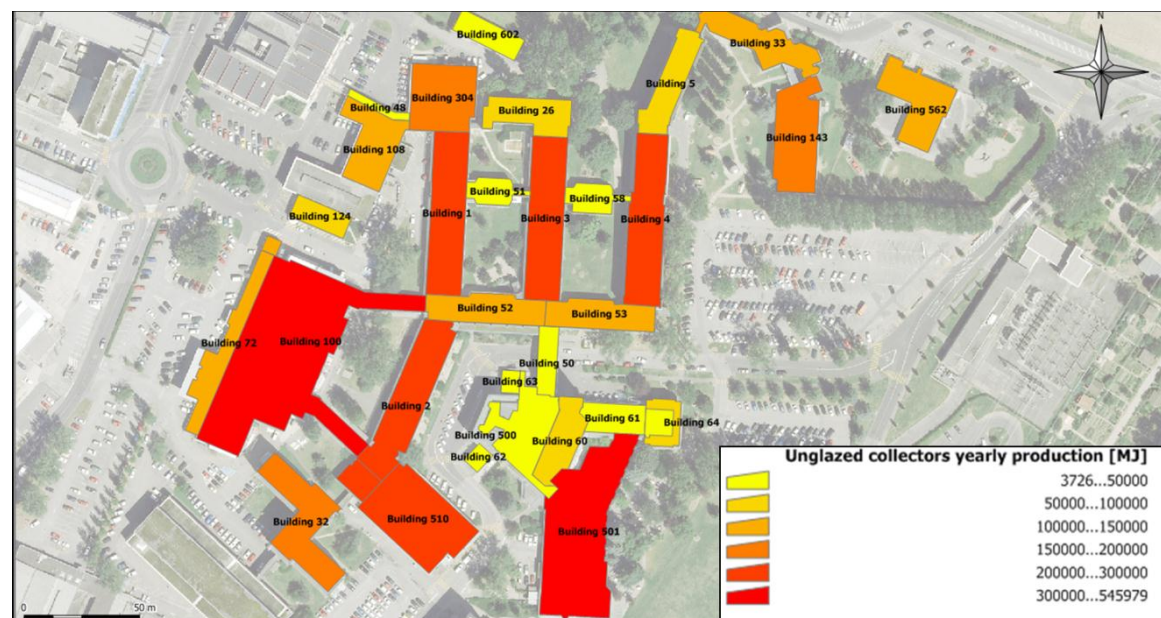 N
Building 602
Building 33
Building 5
Building 304
Building 48
Building 26
Building 562
Building 143
Building 108
Building 51
Building 58
Building 124
Building 1
Building 3
Building 4
Building 52
Building 53
Building 72
Building 100
Building 50
Building 63
Building 2
Building 61
Building 64
Building 500
Building 60
Building 62
Building 32
Building 510
Building 501
Unglazed collectors yearly production [MJ]
3726...50000
50000...100000
100000...150000
150000...200000
200000...300000
300000...545979
0 50 m